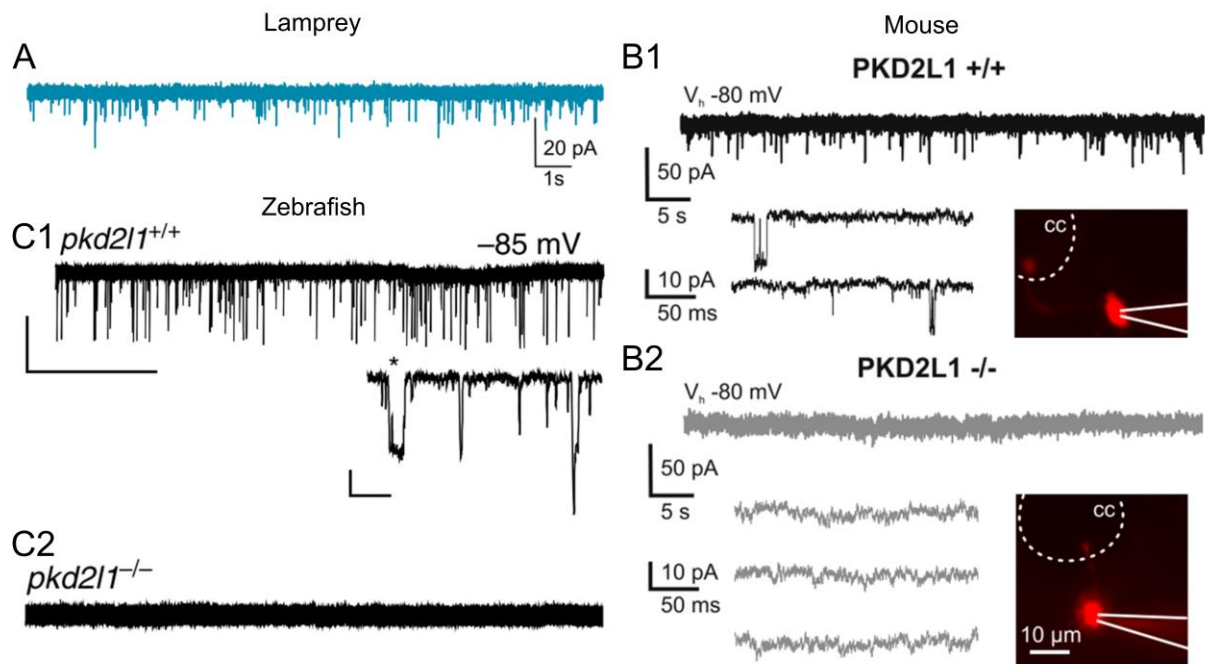 Lamprey
A
20 pA
1s
Zebrafish
C1 pkd2l1+/+
–85 mV
*
C2
pkd2l1–/–
Mouse
B1
PKD2L1 +/+
Vh -80 mV
50 pA
5 s
10 pA
50 ms
cc
B2
PKD2L1 -/-
Vh -80 mV
50 pA
5 s
10 pA
50 ms
cc
10 µm